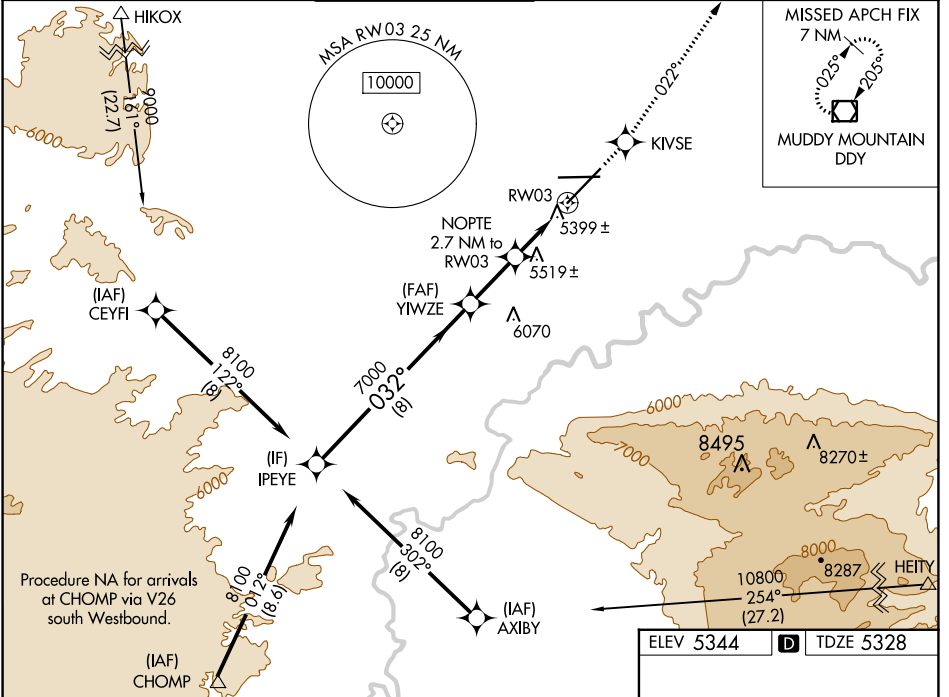 HIKOX
9000
161°
(22.7)
6000
MSA RW03 25 NM
10000
022°
MISSED APCH FIX
7 NM
025°
205°
MUDDY MOUNTAIN
DDY
KIVSE
RW03
5399 ±
NOPTE
2.7 NM to
RW03
5519 ±
(FAF)
YIWZE
6070
(IAF)
CEYFI
8100
122°
(8)
7000
032°
(8)
(IF)
IPEYE
6000
6000
7000
8495
8270 ±
8000
8287
HEITY
10800
254°
(27.2)
8100
302°
(8)
(IAF)
AXIBY
Procedure NA for arrivals
at CHOMP via V26
south Westbound.
8100
012°
(8.6)
(IAF)
CHOMP
ELEV 5344 D TDZE 5328